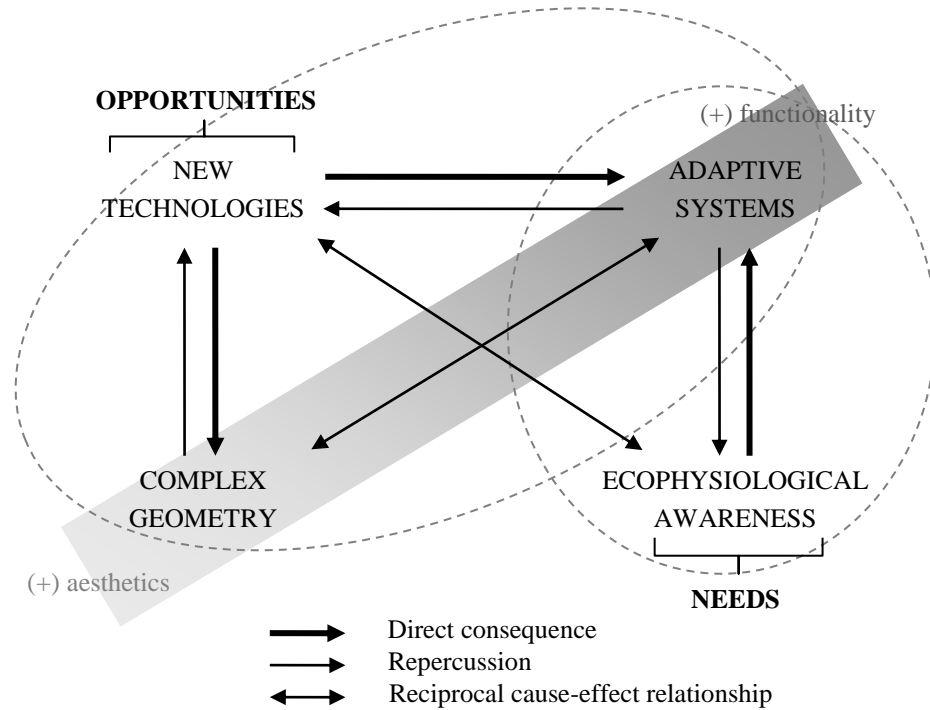 OPPORTUNITIES
(+) functionality
NEW
TECHNOLOGIES
ADAPTIVE
SYSTEMS
COMPLEX
GEOMETRY
ECOPHYSIOLOGICAL
AWARENESS
(+) aesthetics
NEEDS
Direct consequence
Repercussion
Reciprocal cause-effect relationship